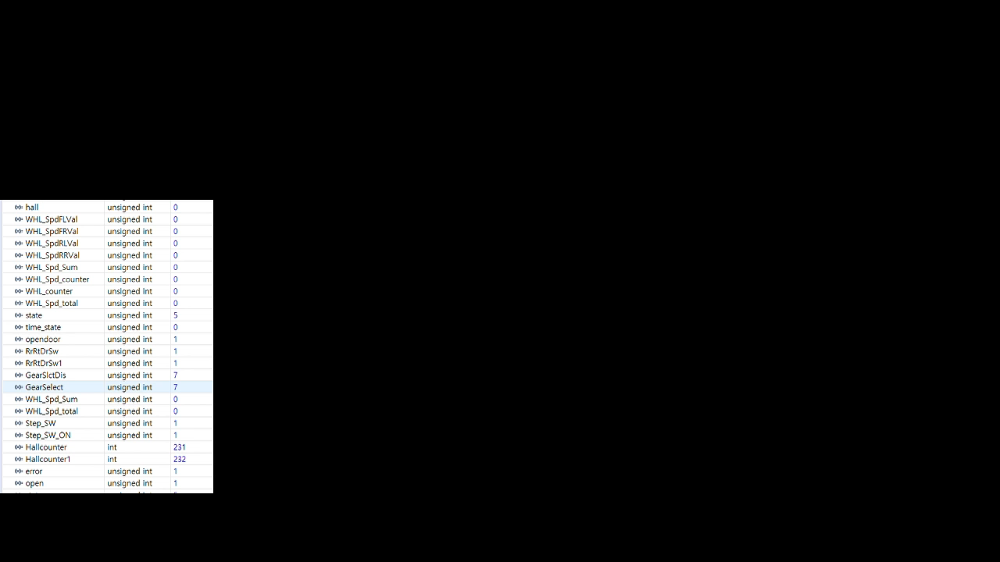 hall unsigned int 0
WHL_SpdFLVal unsigned int 0
WHL_SpdFRVal unsigned int 0
WHL_SpdRLVal unsigned int 0
WHL_SpdRRVal unsigned int 0
WHL_Spd_Sum unsigned int 0
WHL_Spd_counter unsigned int 0
WHL_counter unsigned int 0
WHL_Spd_total unsigned int 0
state unsigned int 5
time_state unsigned int 0
opendoor unsigned int 1
RrRtDrSw unsigned int 1
RrRtDrSw1 unsigned int 1
GearSlctDis unsigned int 7
GearSelect unsigned int 7
WHL_Spd_Sum unsigned int 0
WHL_Spd_total unsigned int 0
Step_SW unsigned int 1
Step_SW_ON unsigned int 1
Hallcounter int 231
Hallcounter1 int 232
error unsigned int 1
open unsigned int 1